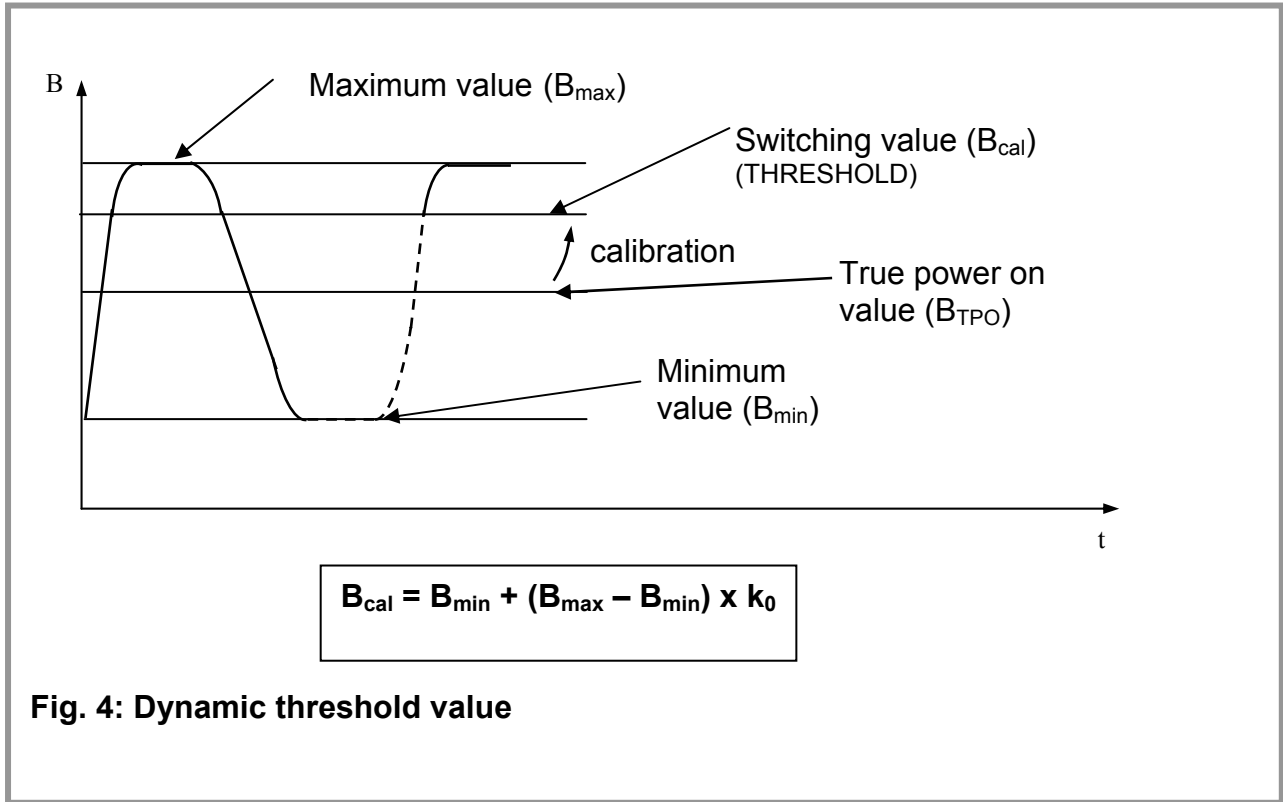 B
Maximum value (Bmax)
Switching value (Bcal)
(THRESHOLD)
calibration
True power on
value (BTPO)
Minimum
value (Bmin)
t
Bcal = Bmin + (Bmax – Bmin) x k0
Fig. 4: Dynamic threshold value